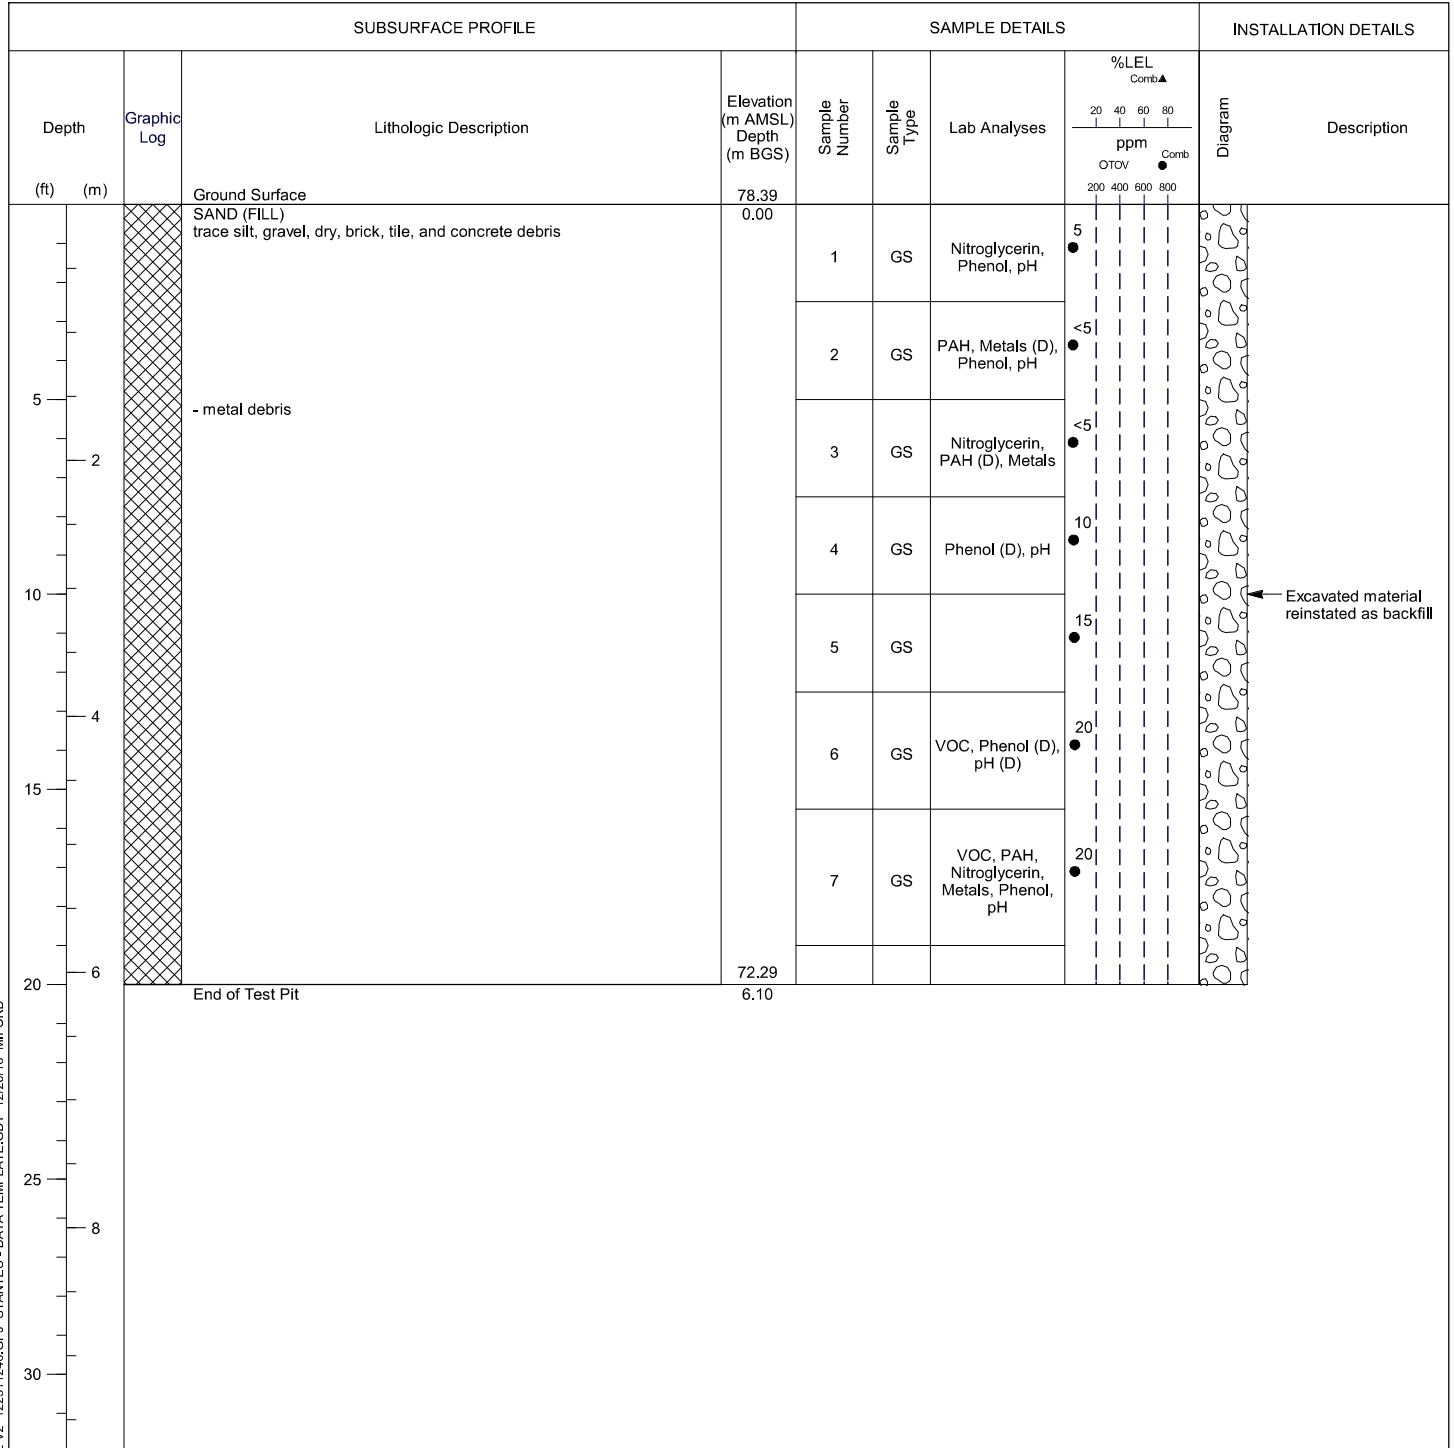 SUBSURFACE PROFILE
SAMPLE DETAILS
INSTALLATION DETAILS
Depth
(ft) (m)
Graphic
Log
Lithologic Description
Elevation
(m AMSL)
Depth
(m BGS)
Sample
Number
Sample
Type
Lab Analyses
%LEL
Comb▲
20 40 60 80
ppm
OTOV ● Comb
200 400 600 800
Diagram
Description
Ground Surface
78.39
SAND (FILL)
0.00
trace silt, gravel, dry, brick, tile, and concrete debris
1
GS
Nitroglycerin,
Phenol, pH
5
2
GS
PAH, Metals (D),
Phenol, pH
<5
5
- metal debris
3
GS
Nitroglycerin,
PAH (D), Metals
<5
2
4
GS
Phenol (D), pH
10
10
Excavated material
reinstated as backfill
5
GS
15
4
6
GS
VOC, Phenol (D),
pH (D)
20
15
7
GS
VOC, PAH,
Nitroglycerin,
Metals, Phenol,
pH
20
6
72.29
20
End of Test Pit
6.10
25
8
30